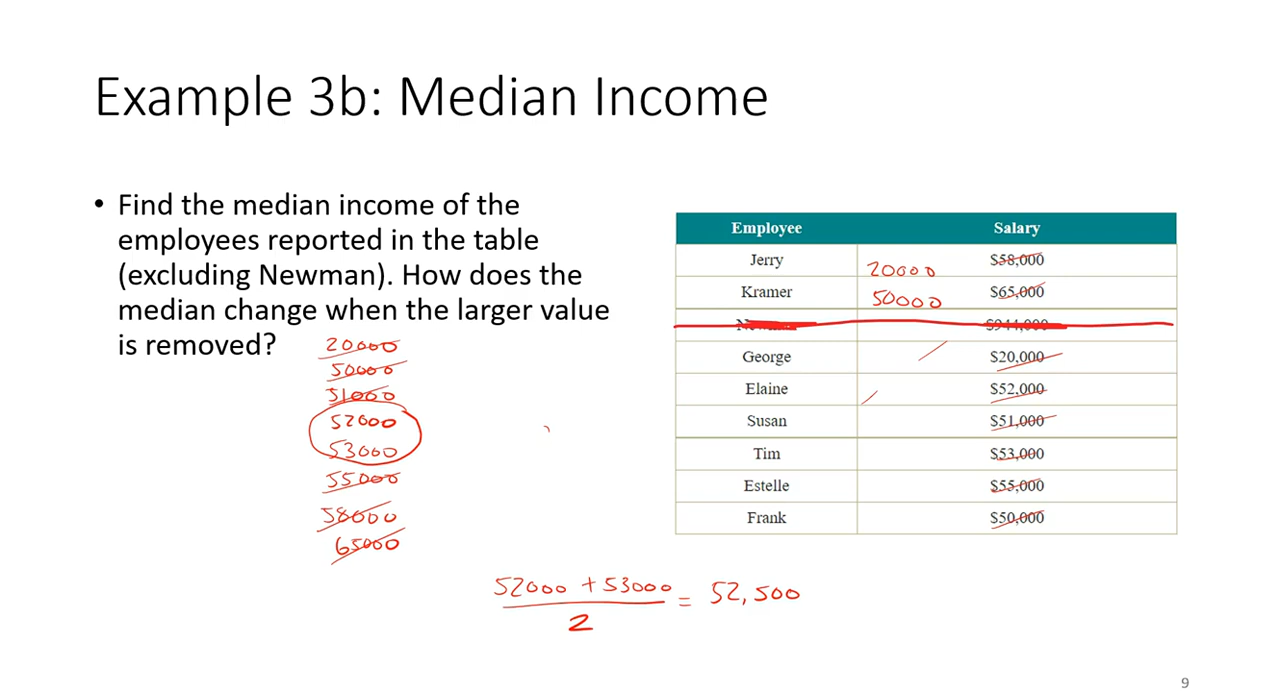 Example 3b: Median Income
• Find the median income of the
employees reported in the table
(excluding Newman). How does the
median change when the larger value
is removed?
20000
50000
51000
52000
53000
55000
58000
65000
Employee Salary
Jerry 20000 $58,000
Kramer 50000 $65,000
$944,000
George $20,000
Elaine $52,000
Susan $51,000
Tim $53,000
Estelle $55,000
Frank $50,000
52000 + 53000 = 52,500
2
9